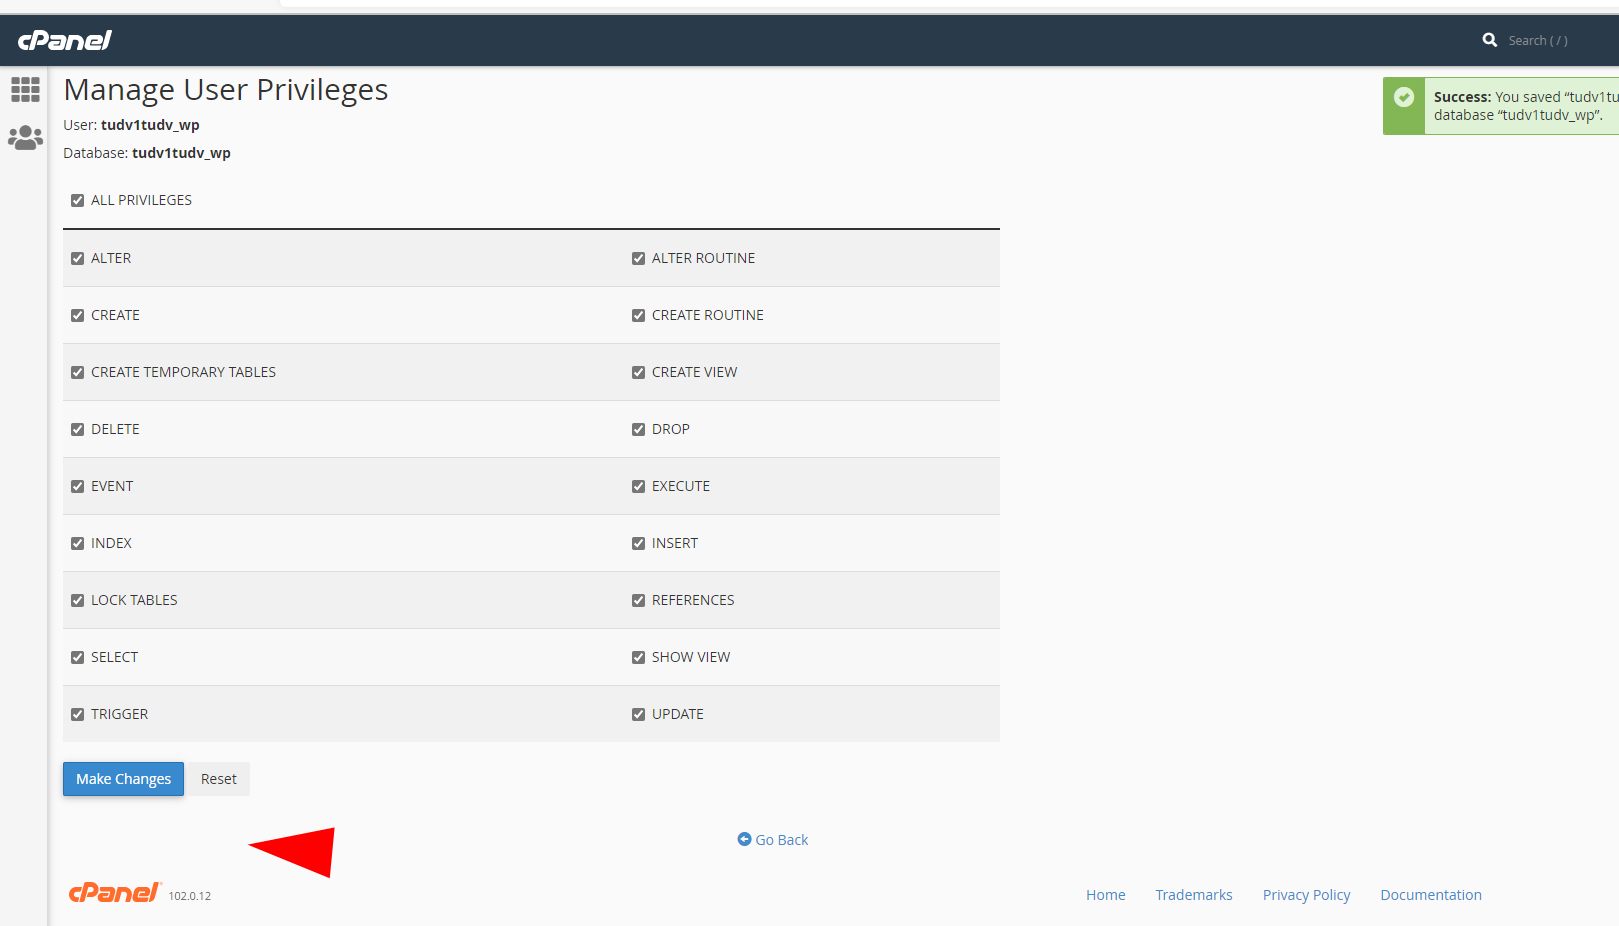 cPanel
Search ( / )
Manage User Privileges
User: tudv1tudv_wp
Database: tudv1tudv_wp
Success: You saved “tudv1tu
database “tudv1tudv_wp”.
ALL PRIVILEGES
ALTER
ALTER ROUTINE
CREATE
CREATE ROUTINE
CREATE TEMPORARY TABLES
CREATE VIEW
DELETE
DROP
EVENT
EXECUTE
INDEX
INSERT
LOCK TABLES
REFERENCES
SELECT
SHOW VIEW
TRIGGER
UPDATE
Make Changes
Reset
Go Back
cPanel 102.0.12
Home
Trademarks
Privacy Policy
Documentation